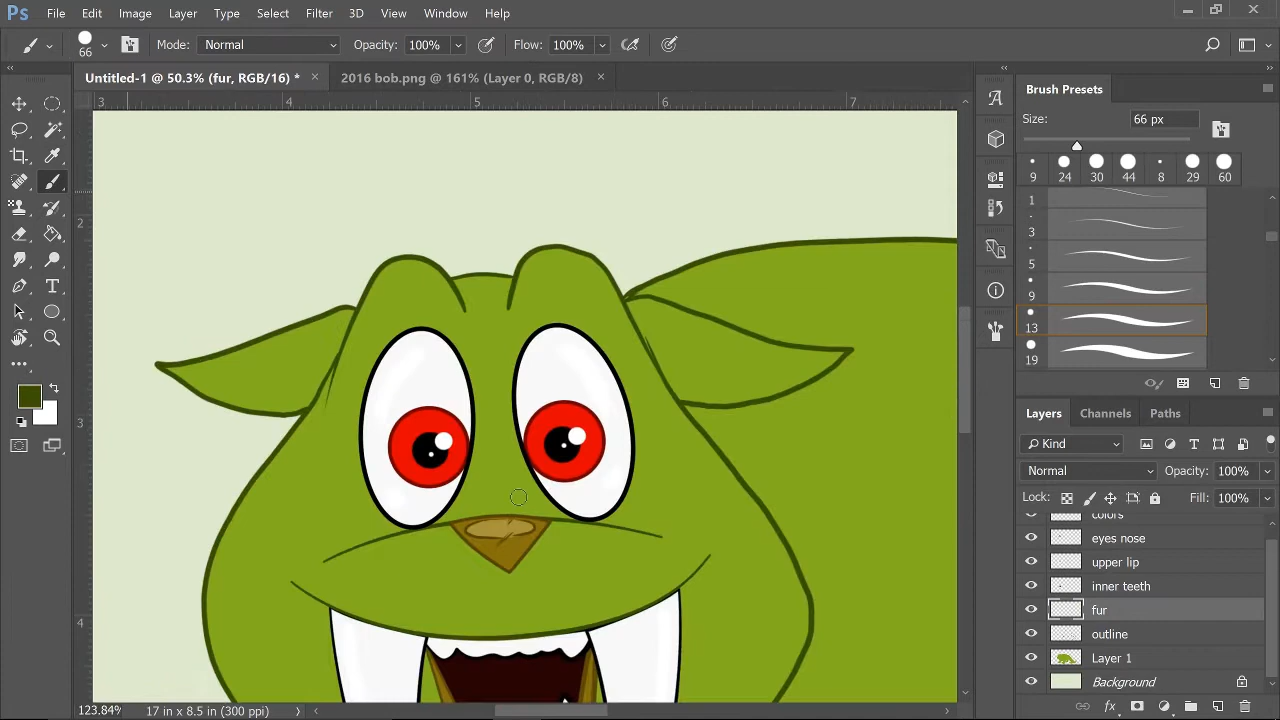 Ps File Edit Image Layer Type Select Filter 3D View Window Help
66 Mode: Normal Opacity: 100% Flow: 100%
Untitled-1 @ 50.3% (fur, RGB/16) * × 2016 bob.png @ 161% (Layer 0, RGB/8) ×
3 4 5 6 7
2
3
4
Brush Presets
Size: 66 px
9 24 30 44 8 29 60
1
3
5
9
13
19
Layers Channels Paths
Kind
Normal Opacity: 100%
Lock: Fill: 100%
colors
eyes nose
upper lip
inner teeth
fur
outline
Layer 1
Background
fx
123.84% 17 in x 8.5 in (300 ppi)